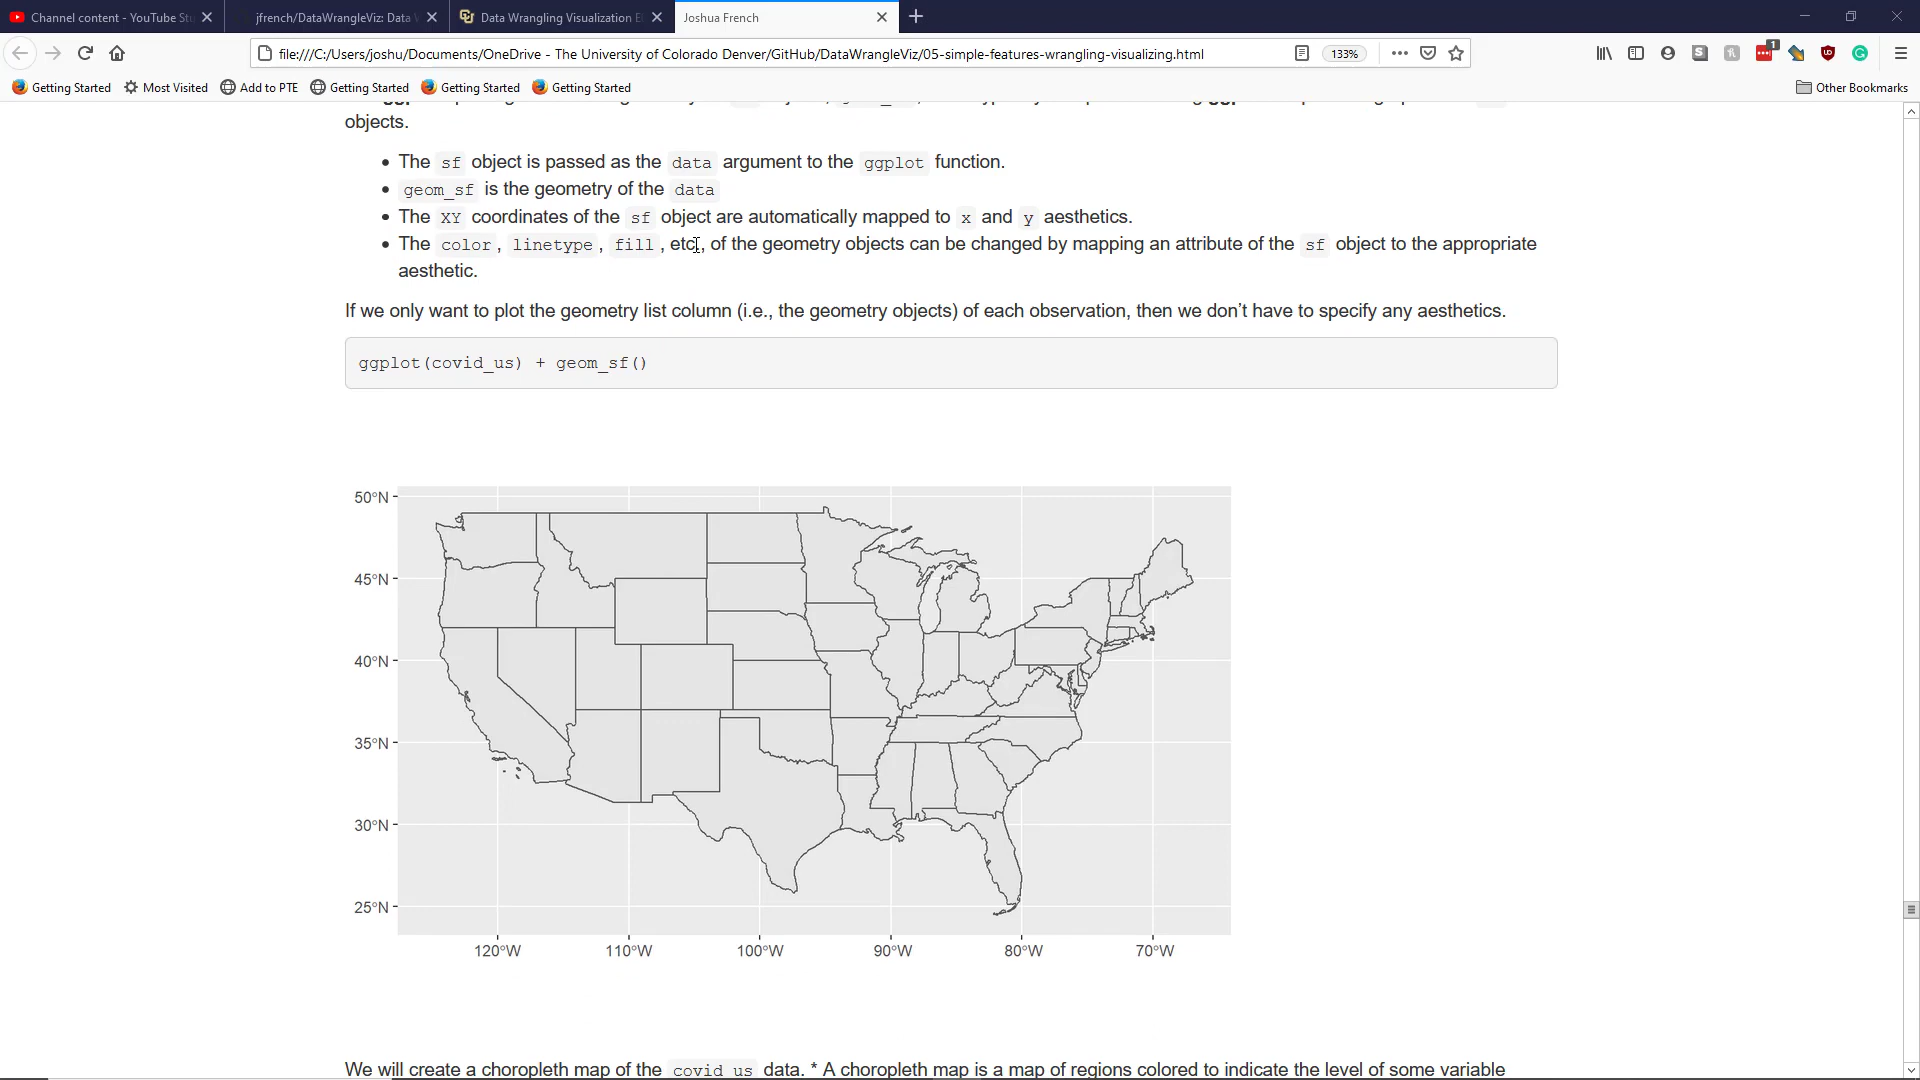 Channel content - YouTube St
jfrench/DataWrangleViz: Data
Data Wrangling Visualization E
Joshua French
file:///C:/Users/joshu/Documents/OneDrive - The University of Colorado Denver/GitHub/DataWrangleViz/05-simple-features-wrangling-visualizing.html
133%
1
Getting Started
Most Visited
Add to PTE
Getting Started
Getting Started
Getting Started
Other Bookmarks
objects.
• The sf object is passed as the data argument to the ggplot function.
• geom_sf is the geometry of the data
• The XY coordinates of the sf object are automatically mapped to x and y aesthetics.
• The color, linetype, fill, etc., of the geometry objects can be changed by mapping an attribute of the sf object to the appropriate
aesthetic.
If we only want to plot the geometry list column (i.e., the geometry objects) of each observation, then we don't have to specify any aesthetics.
ggplot(covid_us) + geom_sf()
50°N
45°N
40°N
35°N
30°N
25°N
120°W 110°W 100°W 90°W 80°W 70°W
We will create a choropleth map of the covid_us data. * A choropleth map is a map of regions colored to indicate the level of some variable